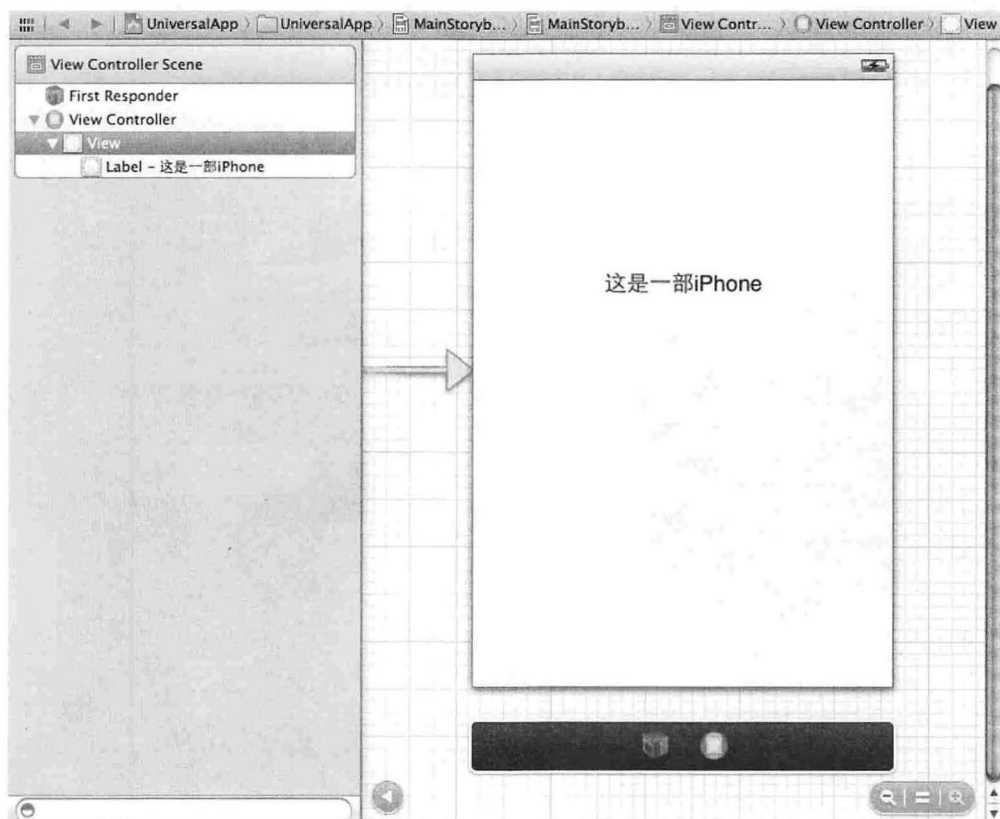 UniversalApp UniversalApp MainStoryb... MainStoryb... View Contr... View Controller View
View Controller Scene
First Responder
View Controller
View
Label – 这是一部iPhone
这是一部iPhone